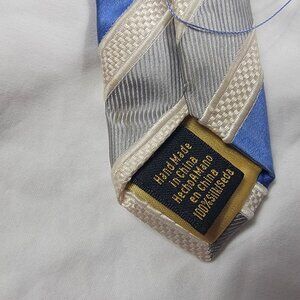 Hand Made
in China
Hecho A Mano
en China
100%Silk/Seda